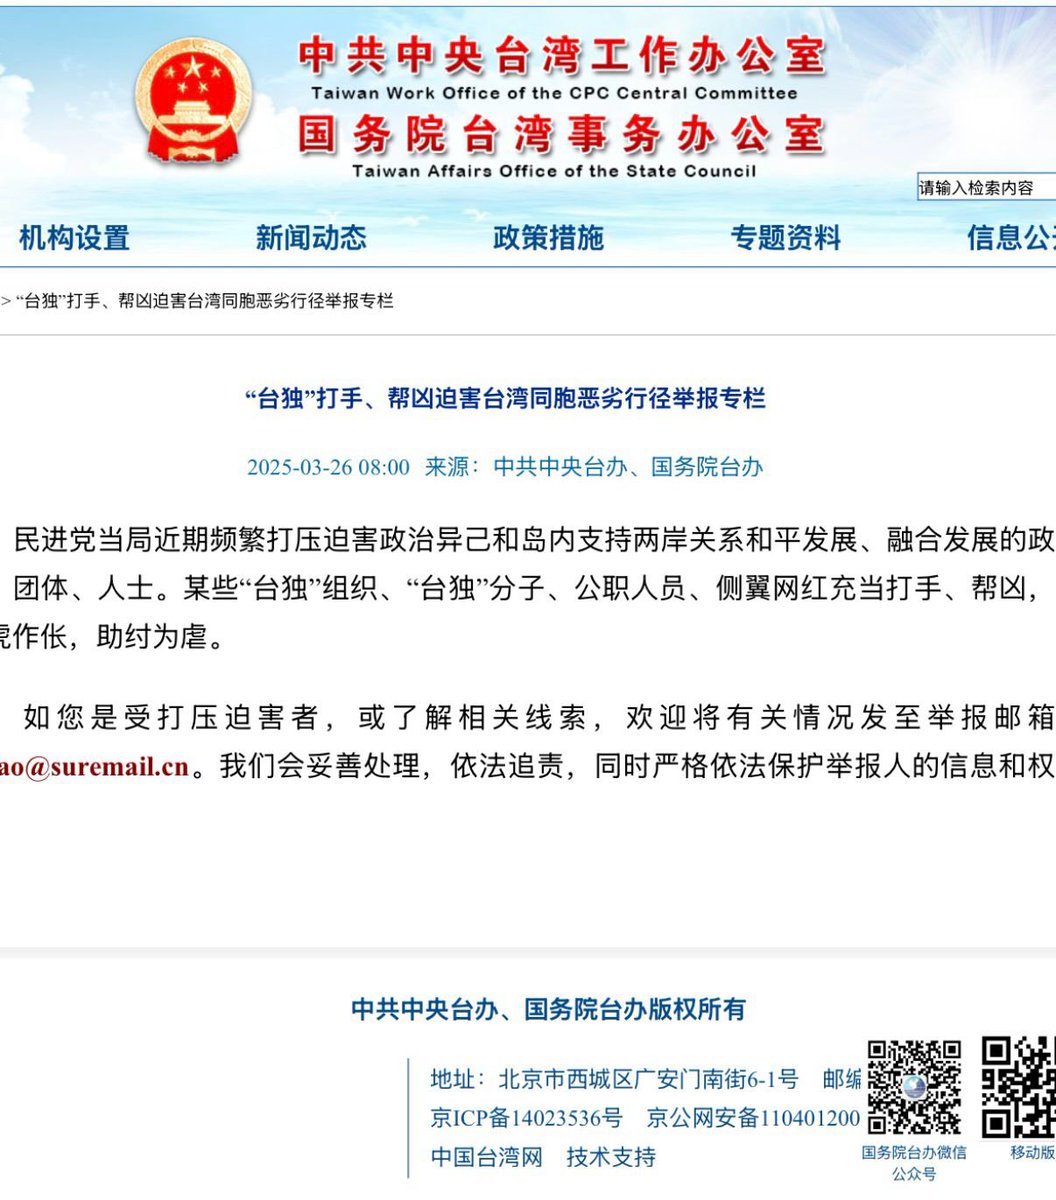 中共中央台湾工作办公室
Taiwan Work Office of the CPC Central Committee
国务院台湾事务办公室
Taiwan Affairs Office of the State Council
请输入检索内容
机构设置 新闻动态 政策措施 专题资料 信息公
> “台独”打手、帮凶迫害台湾同胞恶劣行径举报专栏
“台独”打手、帮凶迫害台湾同胞恶劣行径举报专栏
2025-03-26 08:00 来源：中共中央台办、国务院台办
民进党当局近期频繁打压迫害政治异己和岛内支持两岸关系和平发展、融合发展的政
团体、人士。某些“台独”组织、“台独”分子、公职人员、侧翼网红充当打手、帮凶，
虎作伥，助纣为虐。
如您是受打压迫害者，或了解相关线索，欢迎将有关情况发至举报邮箱
ao@suremail.cn。我们会妥善处理，依法追责，同时严格依法保护举报人的信息和权
中共中央台办、国务院台办版权所有
地址：北京市西城区广安门南街6-1号 邮编
京ICP备14023536号 京公网安备110401200
中国台湾网 技术支持
国务院台办微信
公众号
移动版